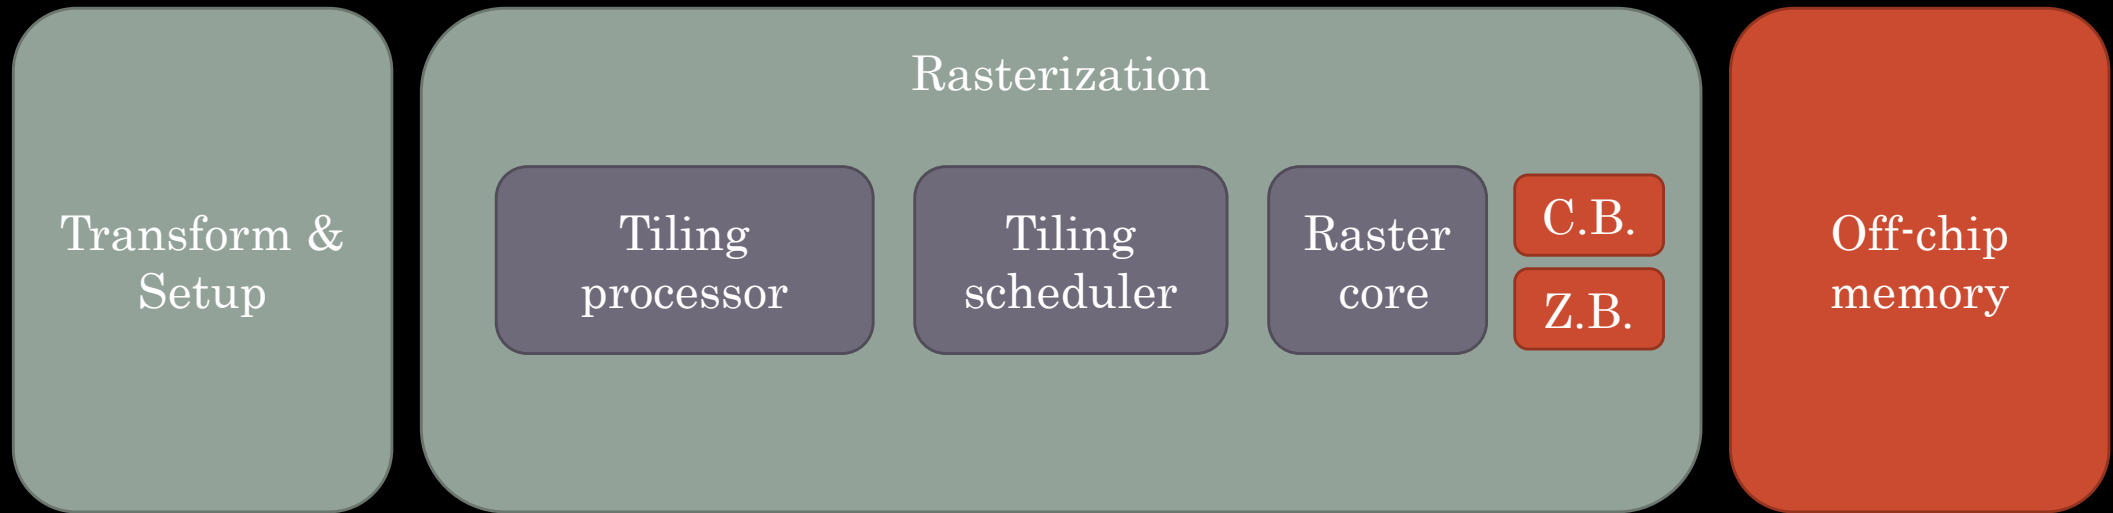 Transform &
Setup
Rasterization
Tiling
processor
Tiling
scheduler
Raster
core
C.B.
Z.B.
Off-chip
memory